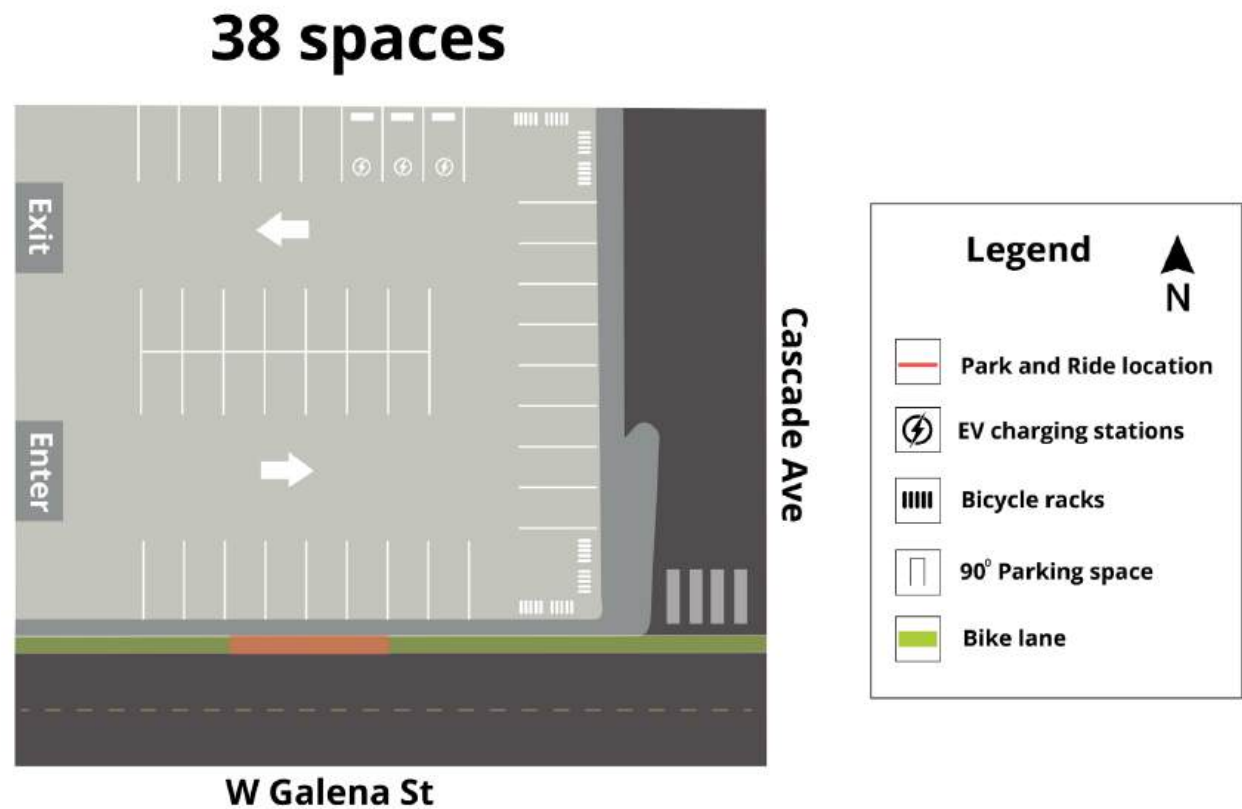 38 spaces
Exit
Enter
Cascade Ave
W Galena St
Legend
N
Park and Ride location
EV charging stations
Bicycle racks
90⁰ Parking space
Bike lane